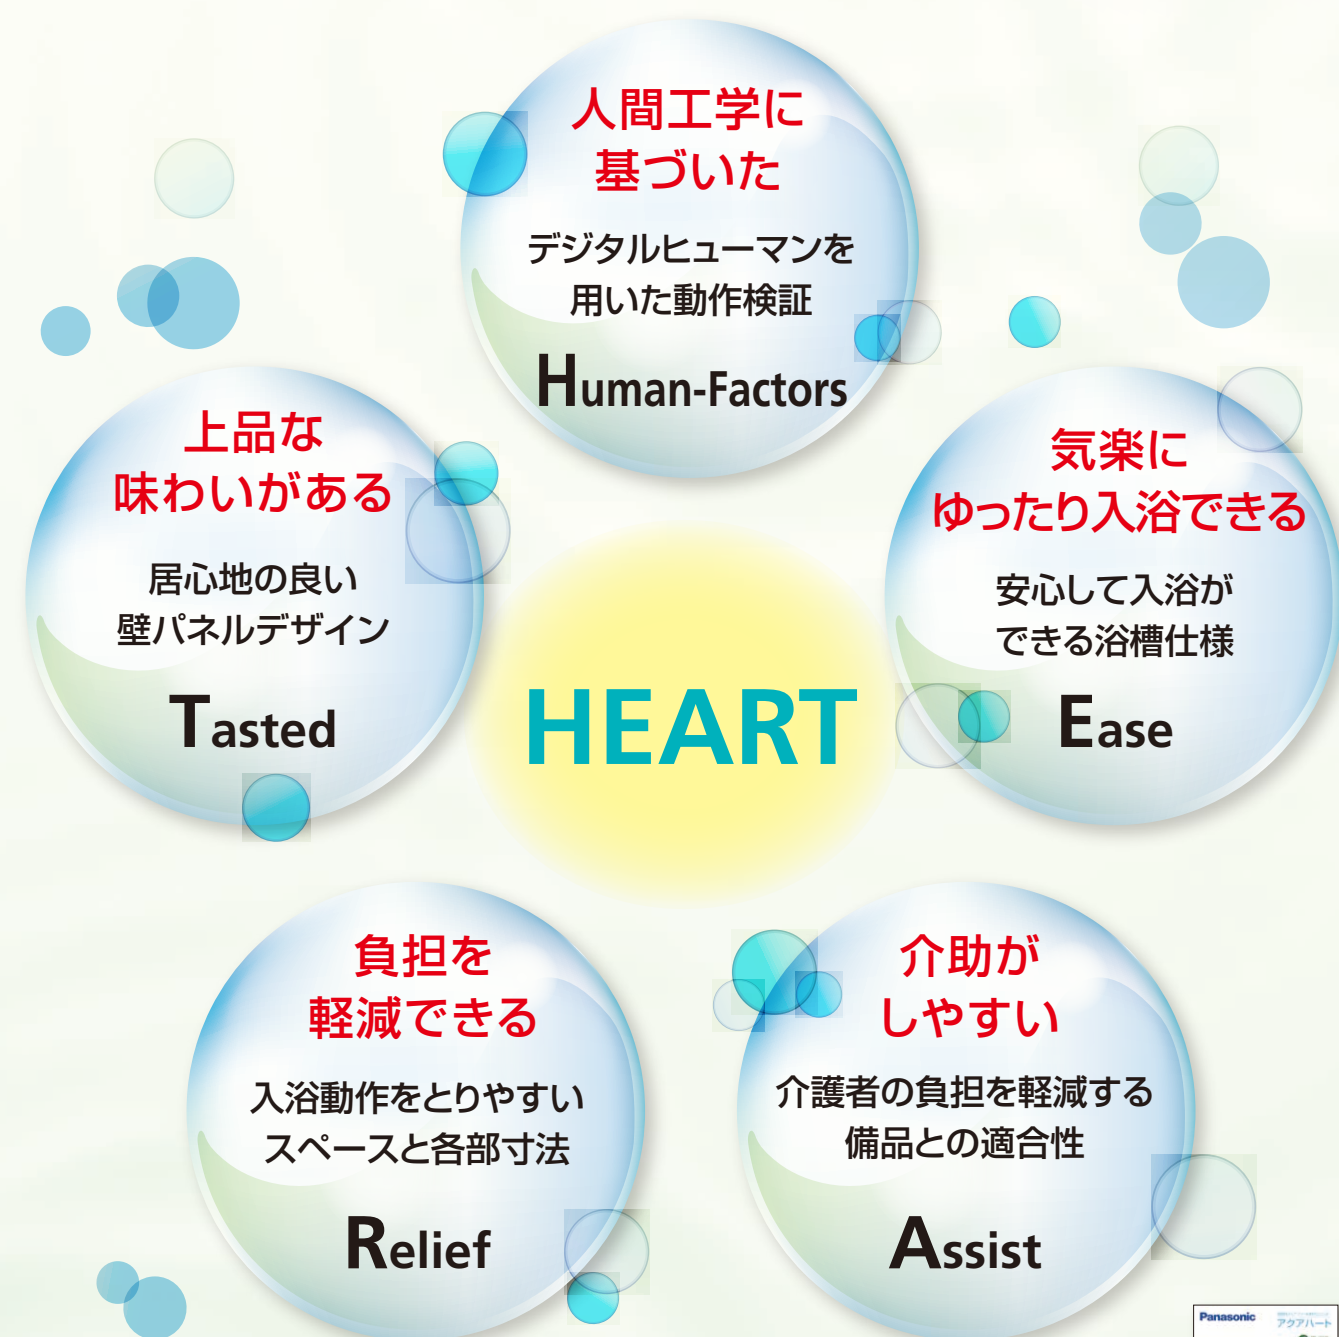 人間工学に
基づいた
デジタルヒューマンを
用いた動作検証
Human-Factors
上品な
味わいがある
居心地の良い
壁パネルデザイン
Tasted
気楽に
ゆったり入浴できる
安心して入浴が
できる浴槽仕様
Ease
HEART
負担を
軽減できる
入浴動作をとりやすい
スペースと各部寸法
Relief
介助が
しやすい
介護者の負担を軽減する
備品との適合性
Assist
Panasonic
アクアハート